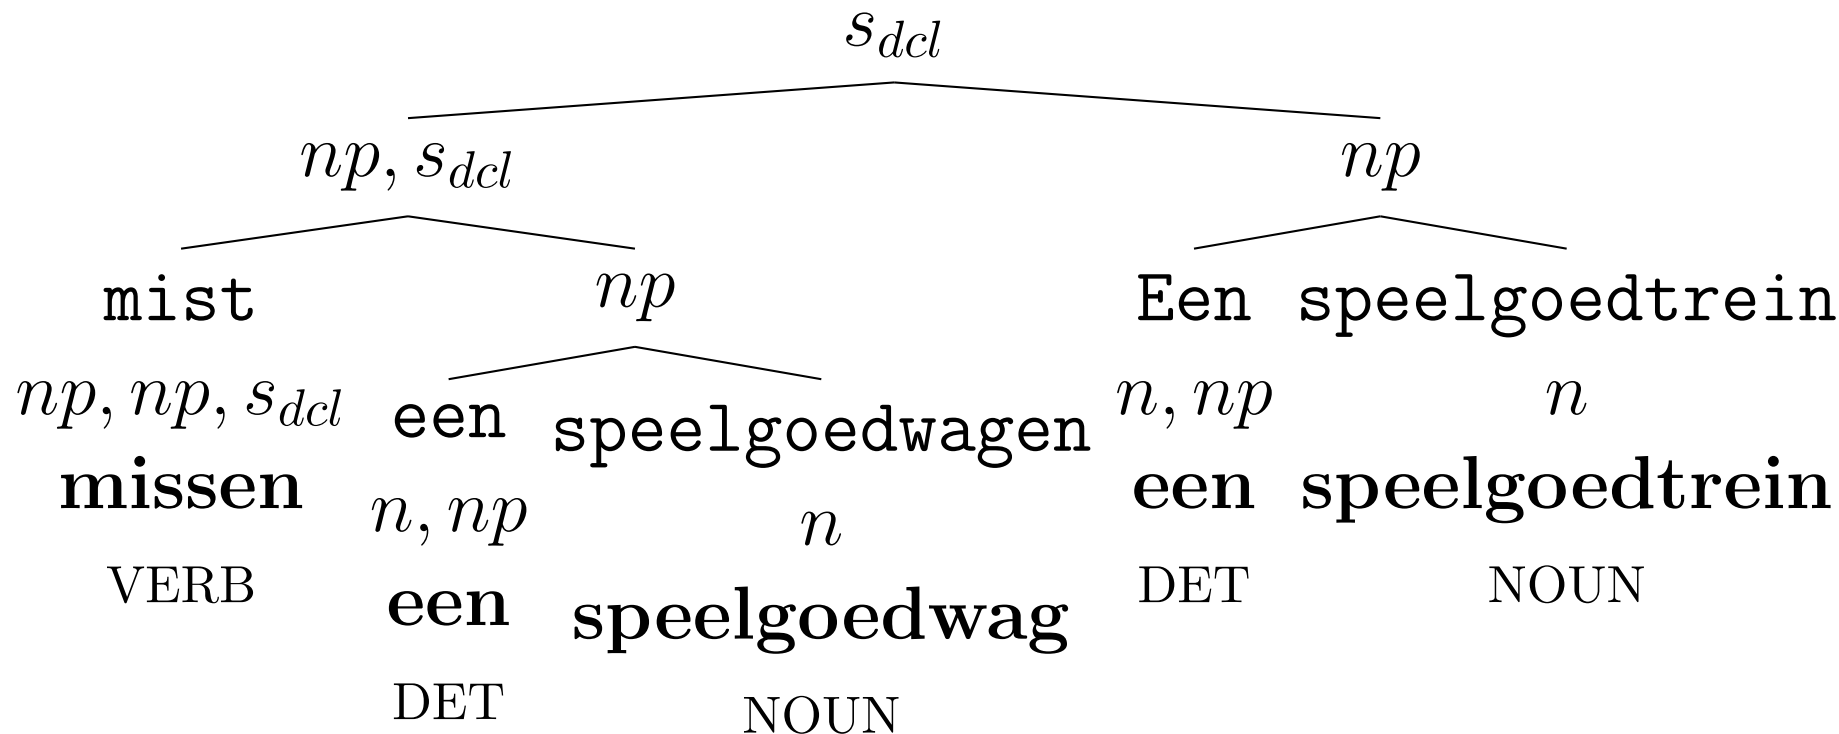 s_dcl
np, s_dcl np
mist np Een speelgoedtrein
np, np, s_dcl een speelgoedwagen n, np n
missen n, np n een speelgoedtrein
VERB een speelgoedwag DET NOUN
DET NOUN